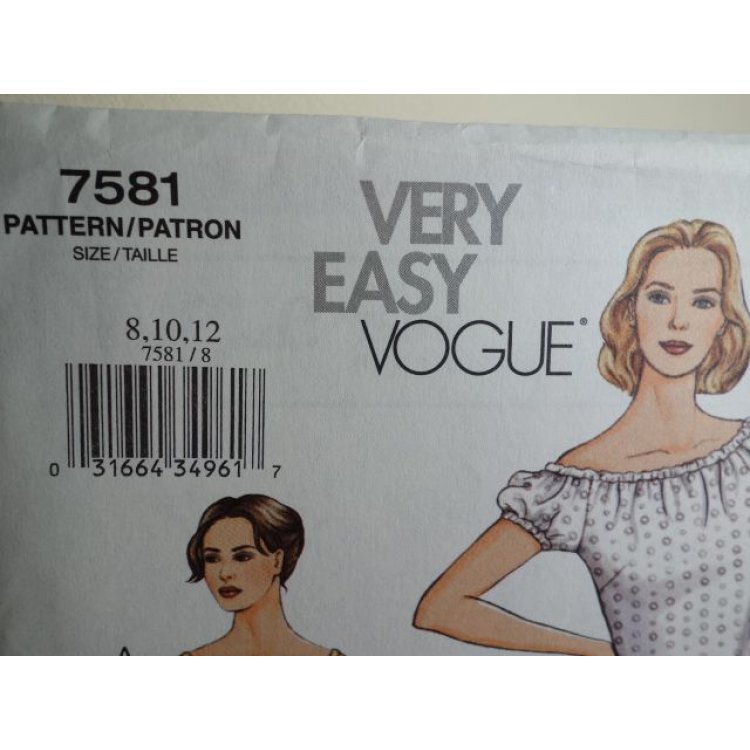 7581
PATTERN/PATRON
SIZE/TAILLE
8,10,12
7581/8
0 31664 34961 7
VERY
EASY
VOGUE®
A